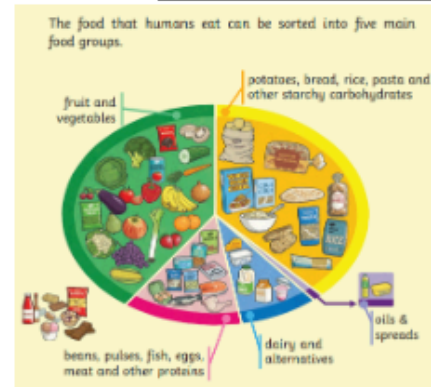 The food that humans eat can be sorted into five main
food groups.
potatoes, bread, rice, pasta and
other starchy carbohydrates
fruit and
vegetables
RICE
oils &
spreads
dairy and
alternatives
beans, pulses, fish, eggs,
meat and other proteins